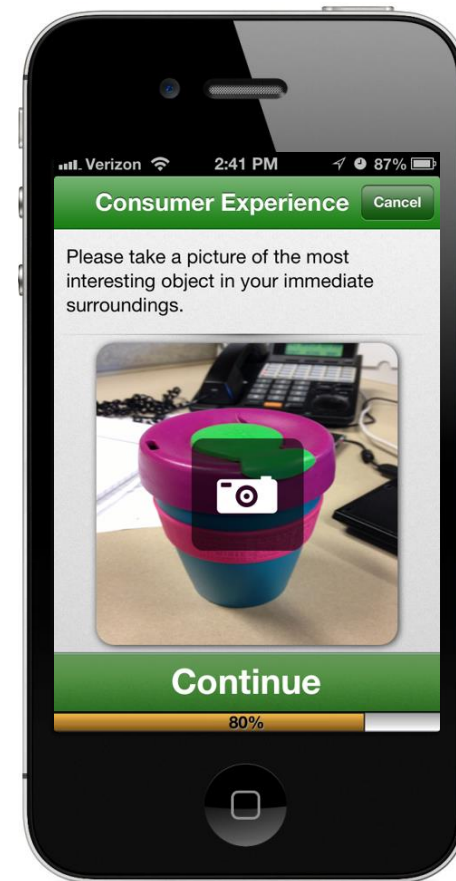 Verizon 2:41 PM 87%
Consumer Experience Cancel
Please take a picture of the most
interesting object in your immediate
surroundings.
Continue
80%